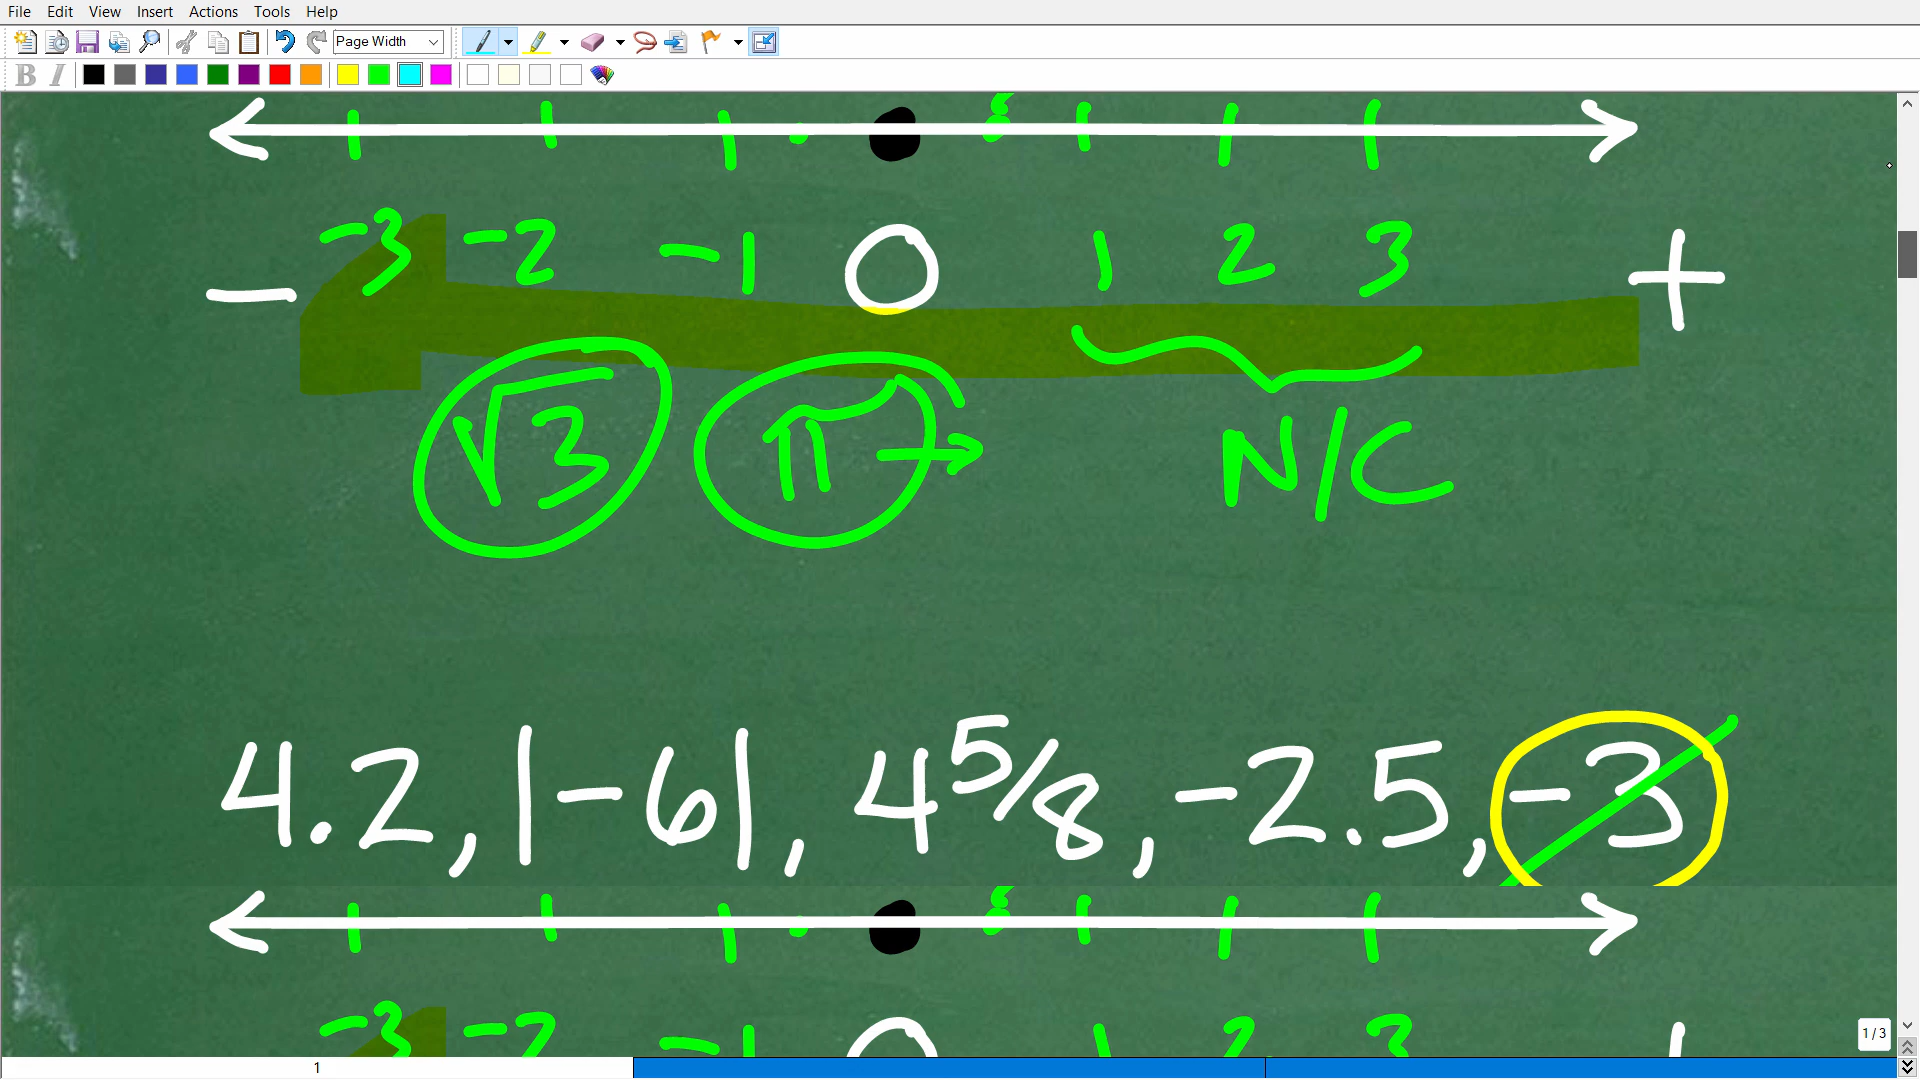 File Edit View Insert Actions Tools Help
Page Width
B I
-3 -2 -1 0 1 2 3
- +
√3 π N/C
4.2, |-6|, 4 5/8, -2.5, -3
-3 -2 -1 0 1 2 3
1 / 3
1